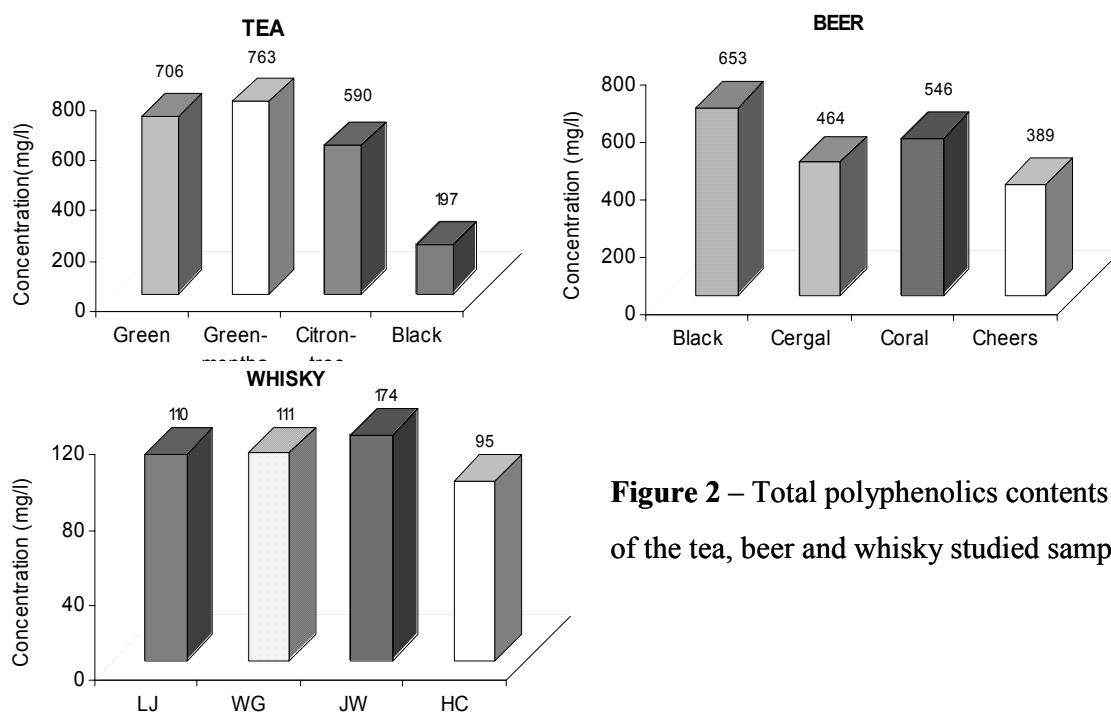 TEA
Concentration(mg/l)
800
600
400
200
0
706
763
590
197
Green
Green-
Citron-
Black
BEER
Concentration (mg/l)
800
600
400
200
0
653
464
546
389
Black
Cergal
Coral
Cheers
WHISKY
Concentration (mg/l)
120
80
40
0
110
111
174
95
LJ
WG
JW
HC
Figure 2 – Total polyphenolics contents
of the tea, beer and whisky studied samp